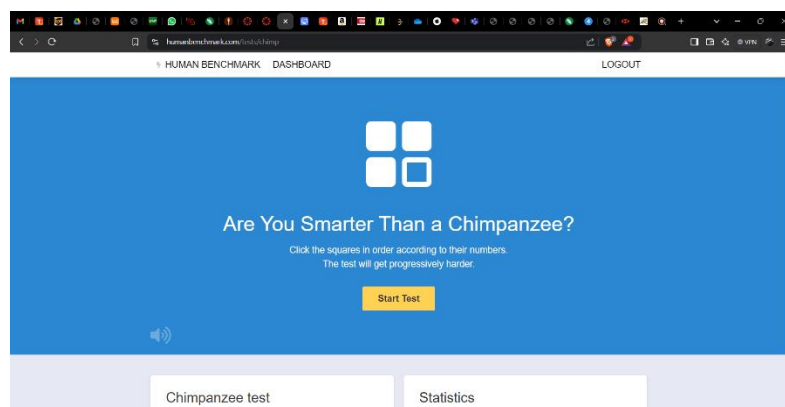 humanbenchmark.com/tests/chimp
VPN
HUMAN BENCHMARK DASHBOARD LOGOUT
Are You Smarter Than a Chimpanzee?
Click the squares in order according to their numbers.
The test will get progressively harder.
Start Test
Chimpanzee test
Statistics